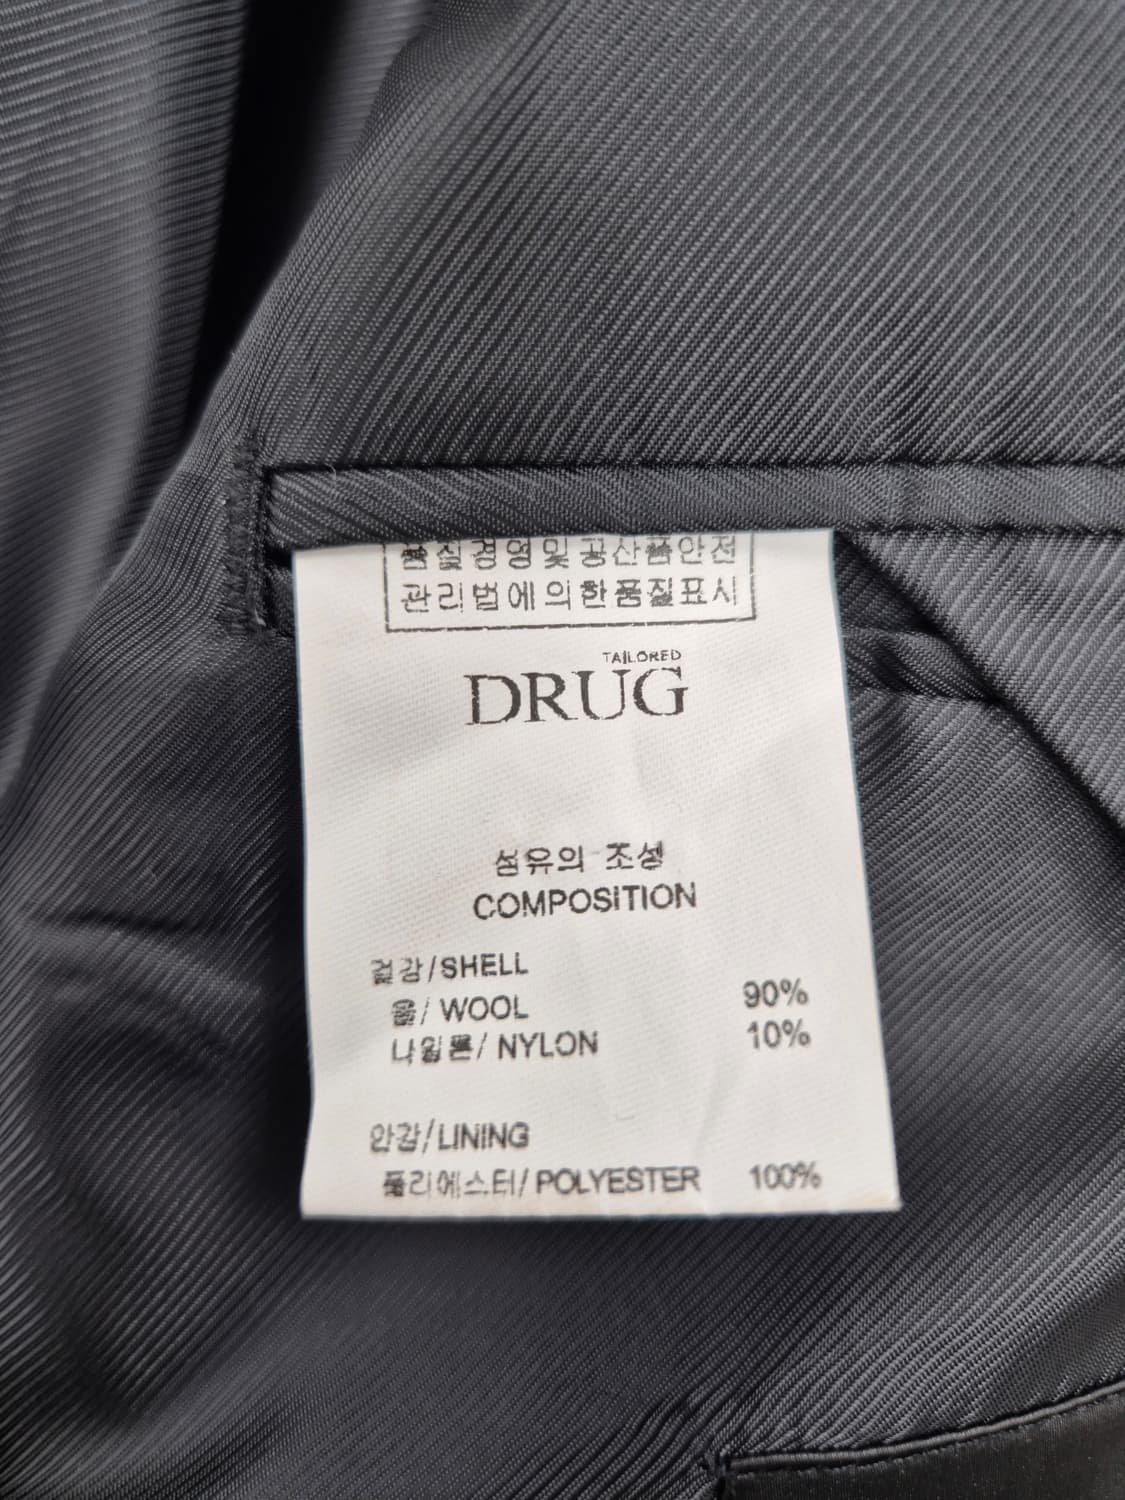 품질경영및공산품안전
관리법에의한품질표시
TAILORED
DRUG
섬유의 조성
COMPOSITION
겉감/SHELL
울/ WOOL 90%
나일론/ NYLON 10%
안감/LINING
폴리에스터/ POLYESTER 100%